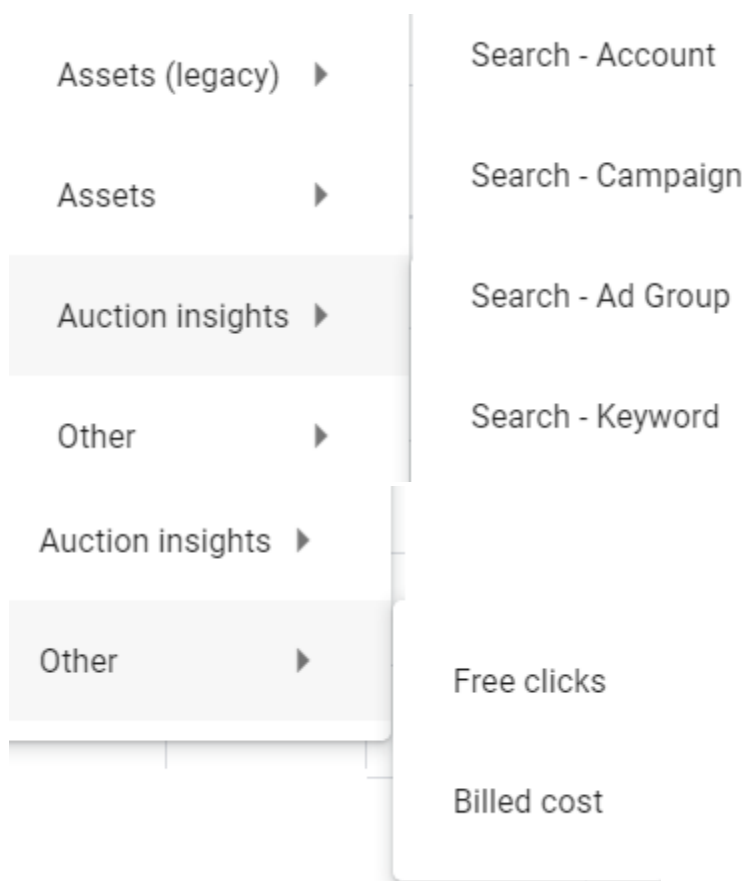 Assets (legacy)
Search - Account
Assets
Search - Campaign
Auction insights
Search - Ad Group
Other
Search - Keyword
Auction insights
Other
Free clicks
Billed cost